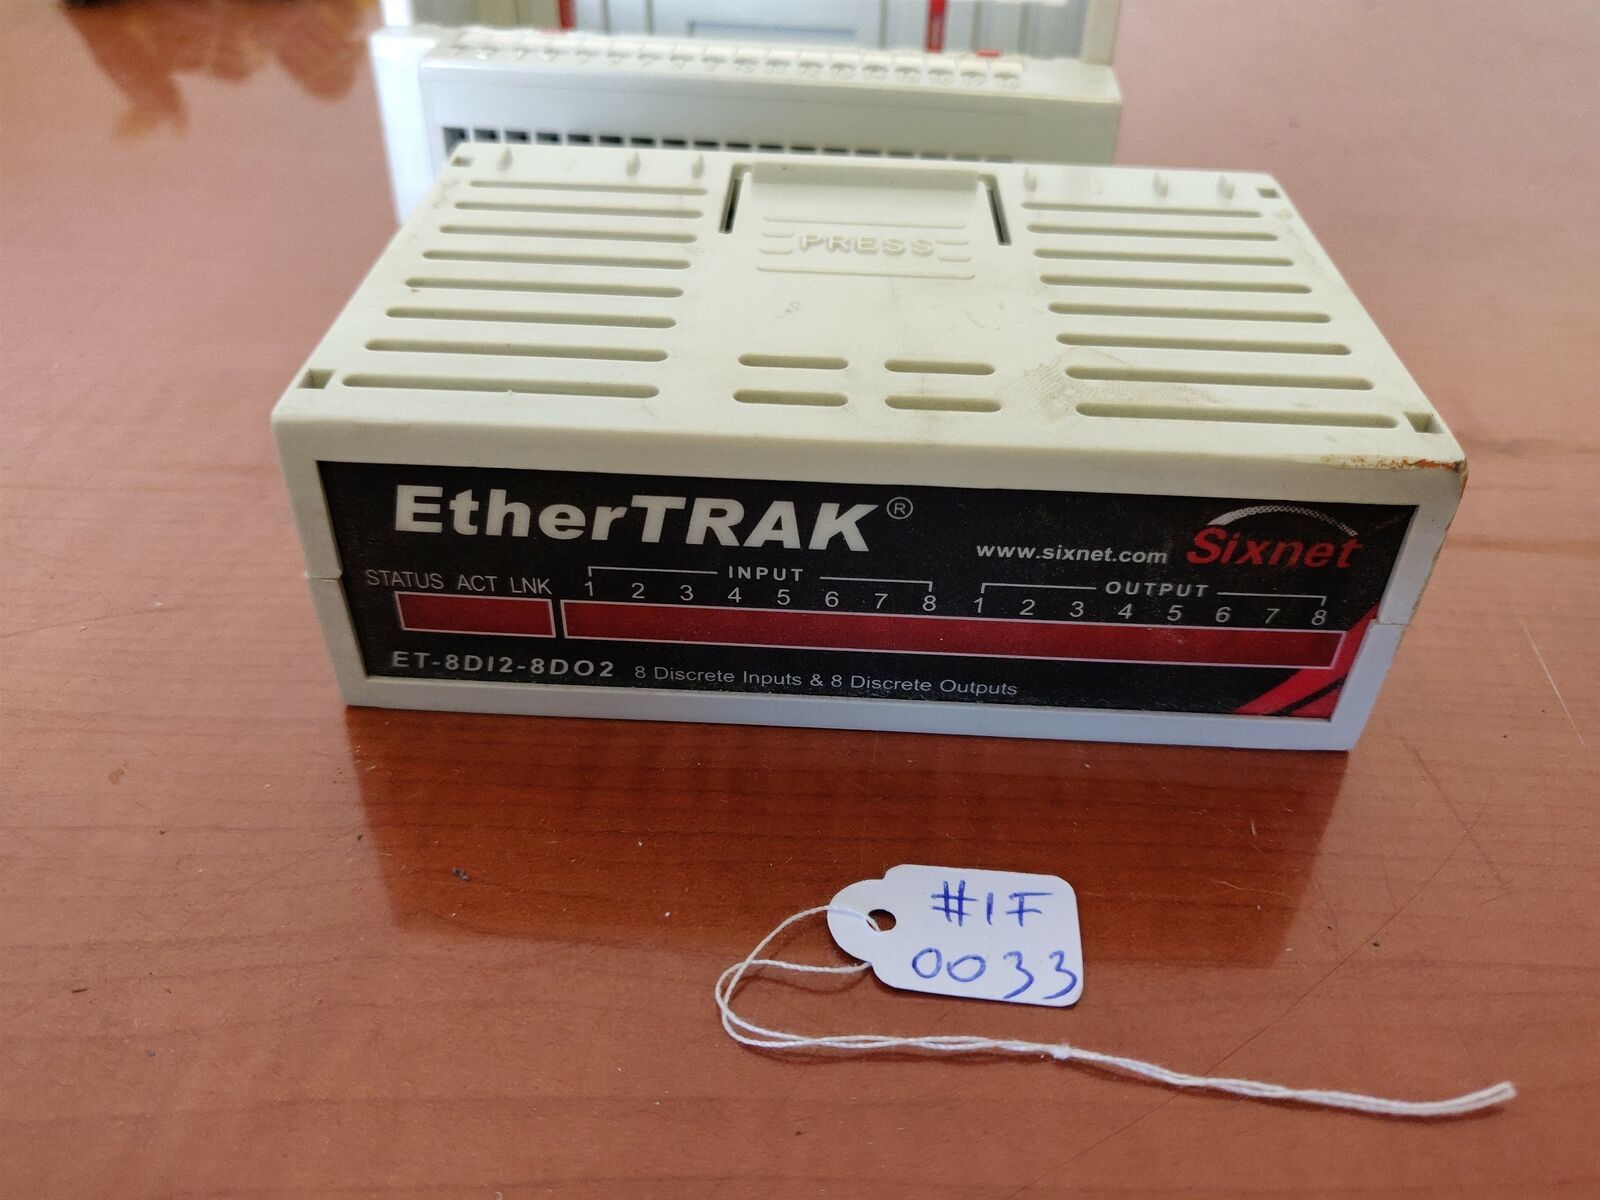 PRESS
EtherTRAK®
www.sixnet.com Sixnet
STATUS ACT LNK
INPUT
1 2 3 4 5 6 7 8
OUTPUT
1 2 3 4 5 6 7 8
ET-8DI2-8DO2 8 Discrete Inputs & 8 Discrete Outputs
#IF
0033